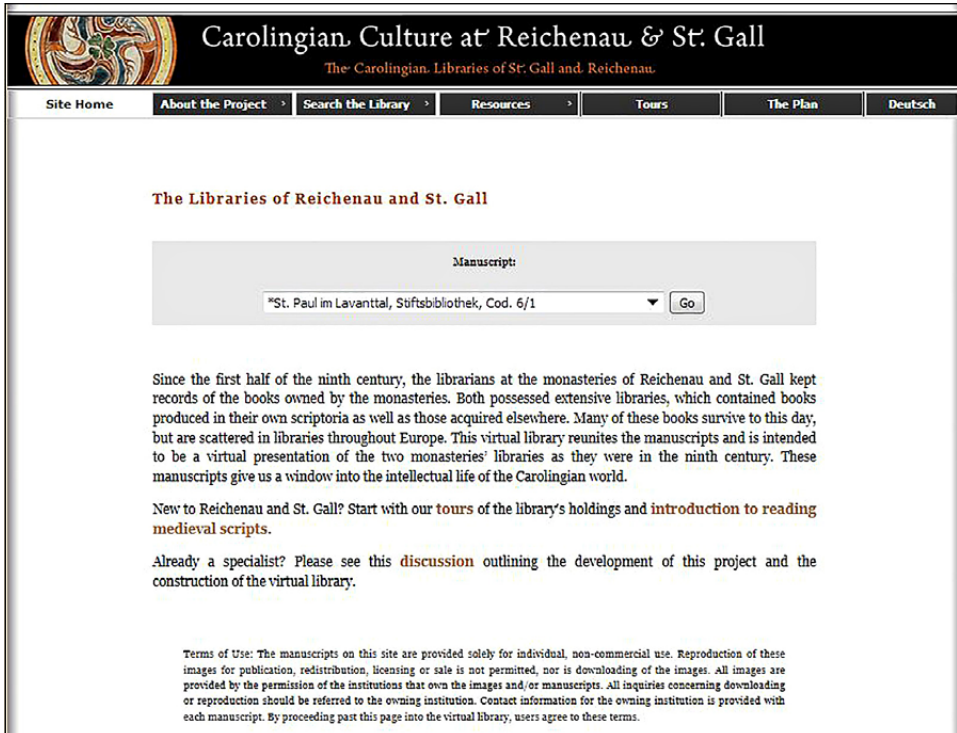 Carolingian Culture at Reichenau & St. Gall
The Carolingian Libraries of St. Gall and Reichenau
Site Home About the Project › Search the Library › Resources › Tours The Plan Deutsch
The Libraries of Reichenau and St. Gall
Manuscript:
*St. Paul im Lavanttal, Stiftsbibliothek, Cod. 6/1 Go
Since the first half of the ninth century, the librarians at the monasteries of Reichenau and St. Gall kept
records of the books owned by the monasteries. Both possessed extensive libraries, which contained books
produced in their own scriptoria as well as those acquired elsewhere. Many of these books survive to this day,
but are scattered in libraries throughout Europe. This virtual library reunites the manuscripts and is intended
to be a virtual presentation of the two monasteries' libraries as they were in the ninth century. These
manuscripts give us a window into the intellectual life of the Carolingian world.
New to Reichenau and St. Gall? Start with our tours of the library's holdings and introduction to reading
medieval scripts.
Already a specialist? Please see this discussion outlining the development of this project and the
construction of the virtual library.
Terms of Use: The manuscripts on this site are provided solely for individual, non-commercial use. Reproduction of these
images for publication, redistribution, licensing or sale is not permitted, nor is downloading of the images. All images are
provided by the permission of the institutions that own the images and/or manuscripts. All inquiries concerning downloading
or reproduction should be referred to the owning institution. Contact information for the owning institution is provided with
each manuscript. By proceeding past this page into the virtual library, users agree to these terms.